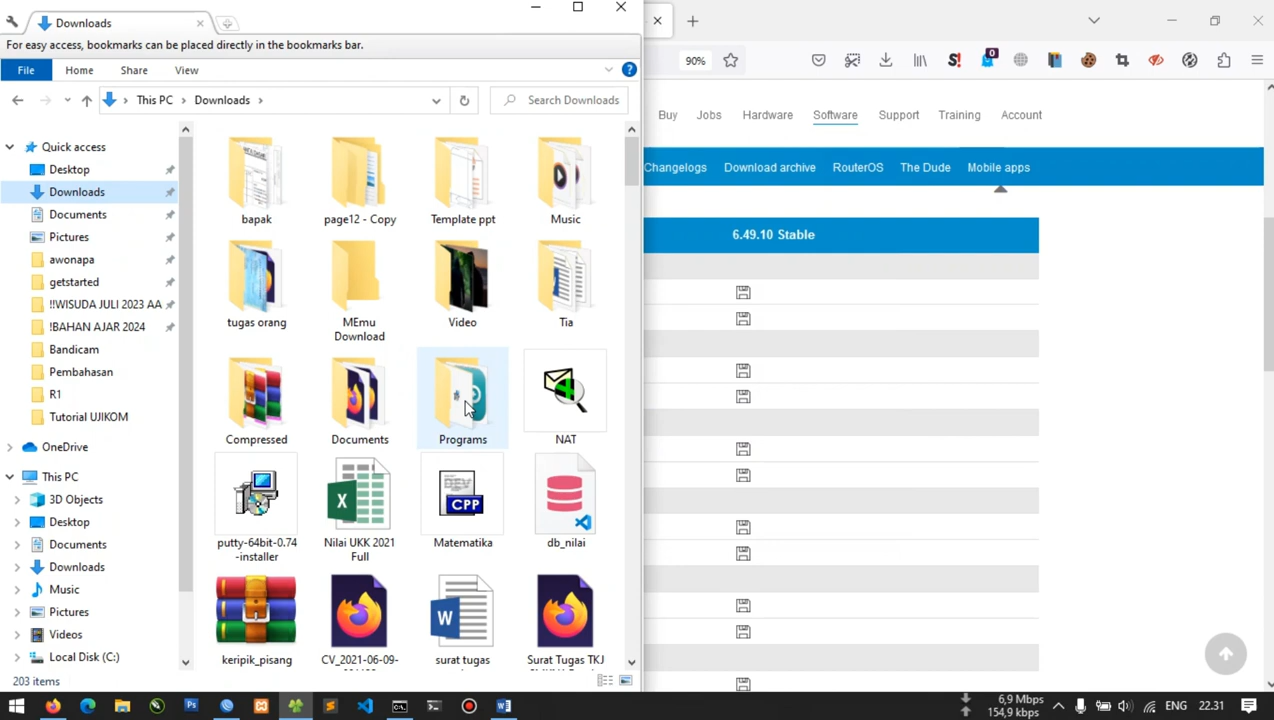 Downloads
For easy access, bookmarks can be placed directly in the bookmarks bar.
File Home Share View
This PC Downloads
Search Downloads
Quick access
Desktop
Downloads
Documents
Pictures
awonapa
getstarted
!!WISUDA JULI 2023 AA
!BAHAN AJAR 2024
Bandicam
Pembahasan
R1
Tutorial UJIKOM
OneDrive
This PC
3D Objects
Desktop
Documents
Downloads
Music
Pictures
Videos
Local Disk (C:)
203 items
bapak
page12 - Copy
Template ppt
Music
tugas orang
MEmu
Download
Video
Tia
Compressed
Documents
Programs
NAT
DEV
CPP
putty-64bit-0.74
-installer
Nilai UKK 2021
Full
Matematika
db_nilai
keripik_pisang
CV_2021-06-09-
surat tugas
Surat Tugas TKJ
90%
0
Buy Jobs Hardware Software Support Training Account
Changelogs Download archive RouterOS The Dude Mobile apps
6.49.10 Stable
6,9 Mbps
154,9 kbps
ENG 22.31